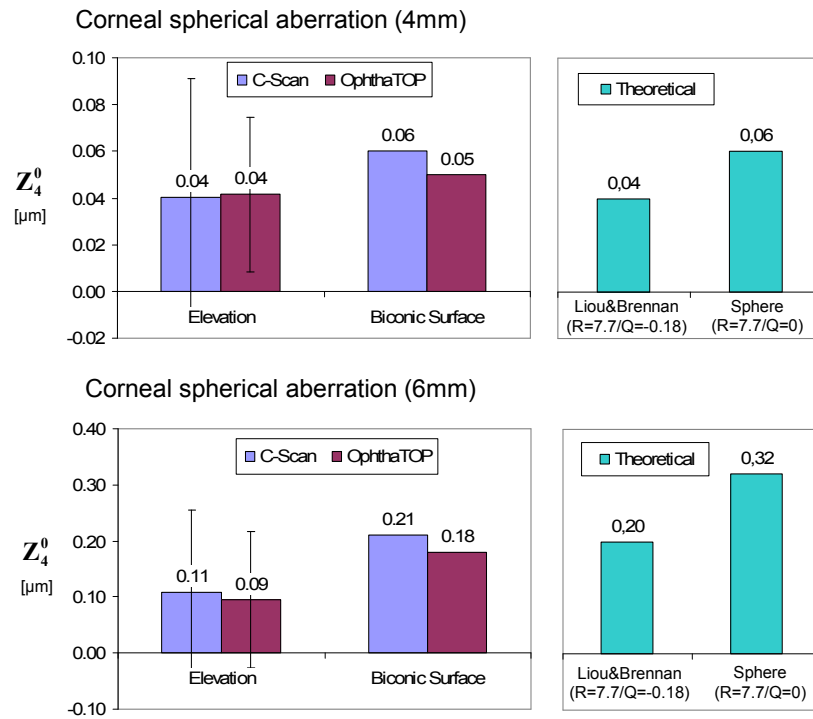 Corneal spherical aberration (4mm)
0.10
0.08
0.06
0.04
0.02
0.00
-0.02
Z₄⁰
[µm]
C-Scan OphthaTOP
0.04 0.04
0.06
0.05
Elevation Biconic Surface
Theoretical
0,04
0,06
Liou&Brennan Sphere
(R=7.7/Q=-0.18) (R=7.7/Q=0)
Corneal spherical aberration (6mm)
0.40
0.30
0.20
0.10
0.00
-0.10
Z₄⁰
[µm]
C-Scan OphthaTOP
0.11
0.09
0.21
0.18
Elevation Biconic Surface
Theoretical
0,20
0,32
Liou&Brennan Sphere
(R=7.7/Q=-0.18) (R=7.7/Q=0)